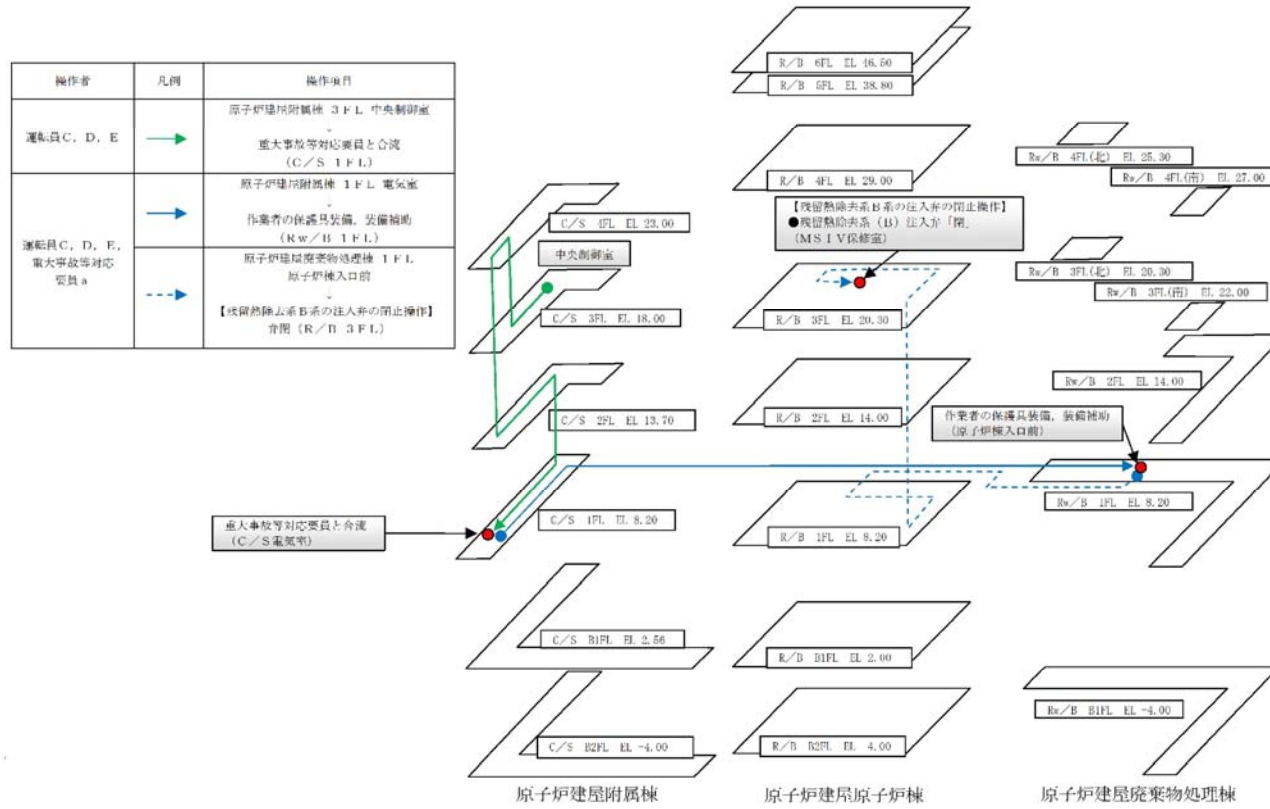 操作者 凡例 操作項目
運転員C，D，E
原子炉建屋附属棟 3FL 中央制御室
↓
重大事故等対応要員と合流
（C／S 1FL）
運転員C，D，E，
重大事故等対応
要員a
原子炉建屋附属棟 1FL 電気室
↓
作業者の保護具装備，装備補助
（Rw／B 1FL）
原子炉建屋廃棄物処理棟 1FL
原子炉棟入口前
↓
【残留熱除去系B系の注入弁の閉止操作】
弁閉（R／B 3FL）
C／S 4FL EL 23.00
中央制御室
C／S 3FL EL 18.00
C／S 2FL EL 13.70
C／S 1FL EL 8.20
重大事故等対応要員と合流
（C／S電気室）
C／S B1FL EL 2.56
C／S B2FL EL -4.00
原子炉建屋附属棟
R／B 6FL EL 46.50
R／B 5FL EL 38.80
R／B 4FL EL 29.00
【残留熱除去系B系の注入弁の閉止操作】
●残留熱除去系（B）注入弁「閉」
（MSIV保修室）
R／B 3FL EL 20.30
R／B 2FL EL 14.00
R／B 1FL EL 8.20
R／B B1FL EL 2.00
R／B B2FL EL 4.00
原子炉建屋原子炉棟
Rw／B 4FL(北) EL 25.30
Rw／B 4FL(南) EL 27.00
Rw／B 3FL(北) EL 20.30
Rw／B 3FL(南) EL 22.00
Rw／B 2FL EL 14.00
作業者の保護具装備，装備補助
（原子炉棟入口前）
Rw／B 1FL EL 8.20
Rw／B B1FL EL -4.00
原子炉建屋廃棄物処理棟